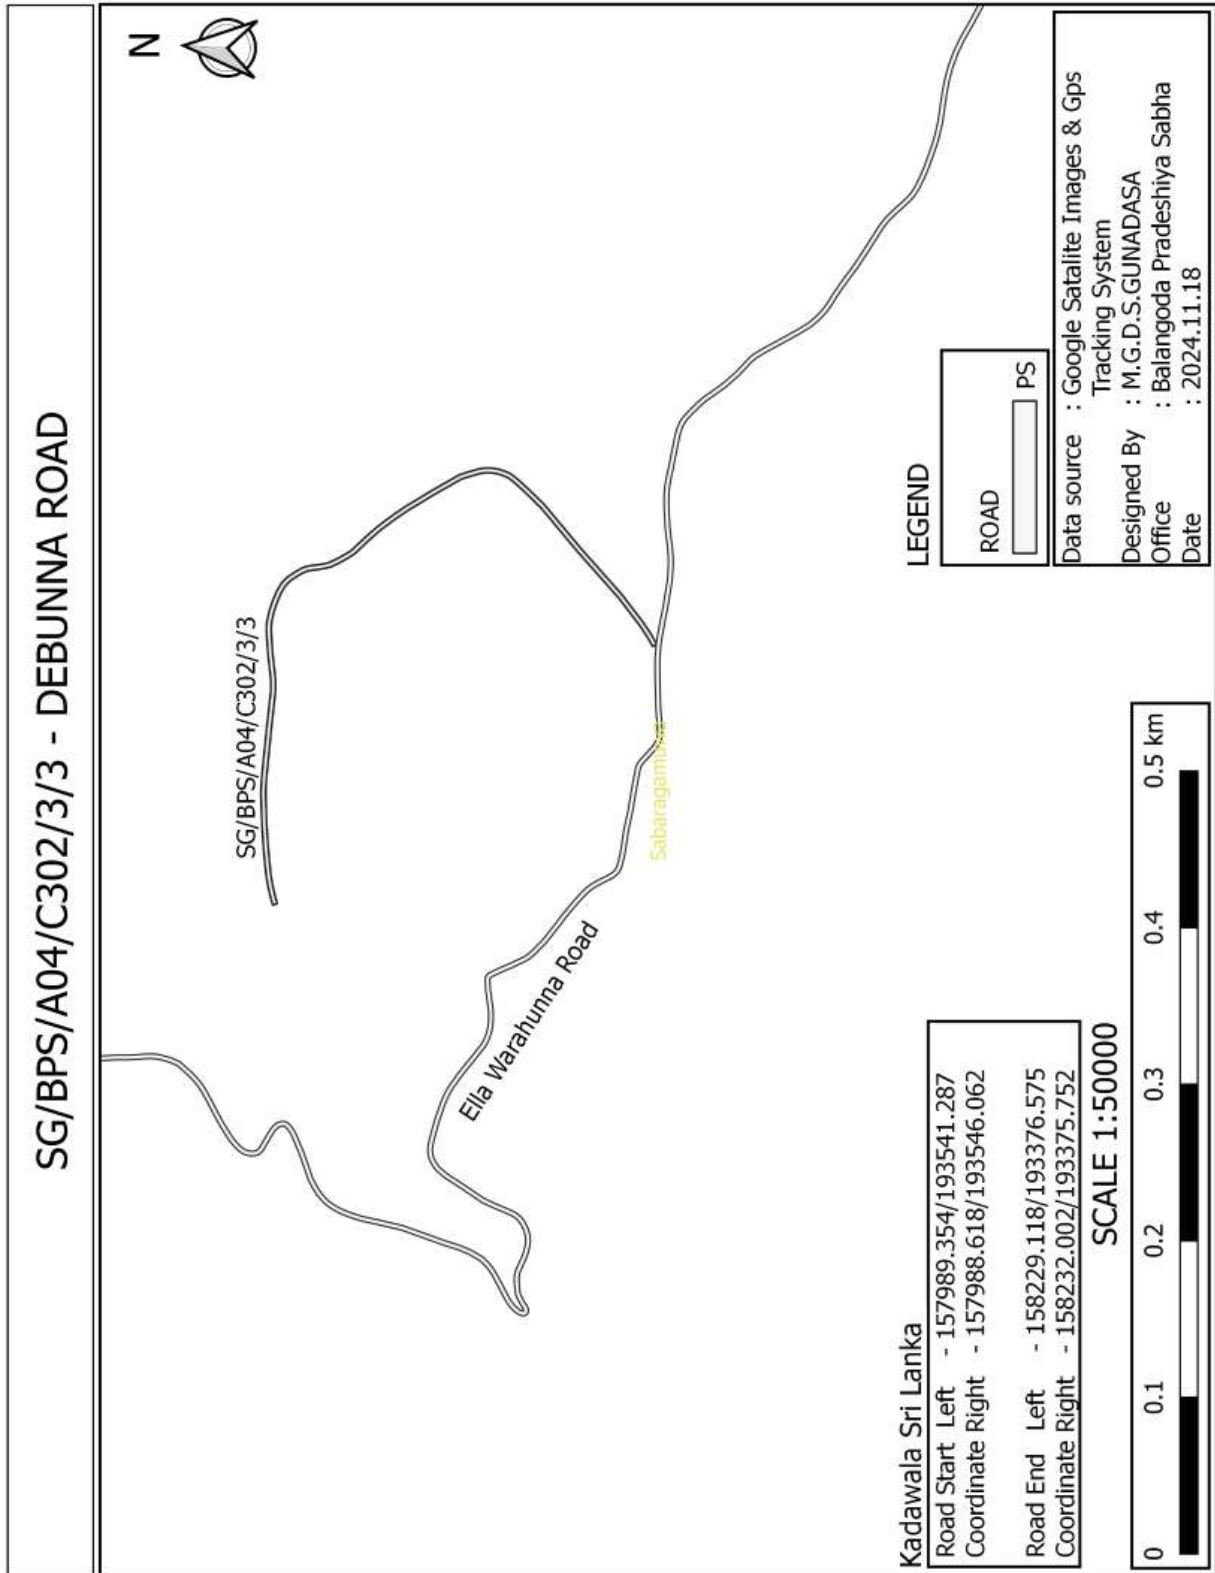 SG/BPS/A04/C302/3/3 - DEBUNNA ROAD
N
SG/BPS/A04/C302/3/3
Sabaragamuwa
Ella Warahunna Road
Kadawala Sri Lanka
Road Start Left - 157989.354/193541.287
Coordinate Right - 157988.618/193546.062
Road End Left - 158229.118/193376.575
Coordinate Right - 158232.002/193375.752
SCALE 1:50000
0 0.1 0.2 0.3 0.4 0.5 km
LEGEND
ROAD
PS
Data source : Google Satalite Images & Gps
Tracking System
Designed By : M.G.D.S.GUNADASA
Office : Balangoda Pradeshiya Sabha
Date : 2024.11.18